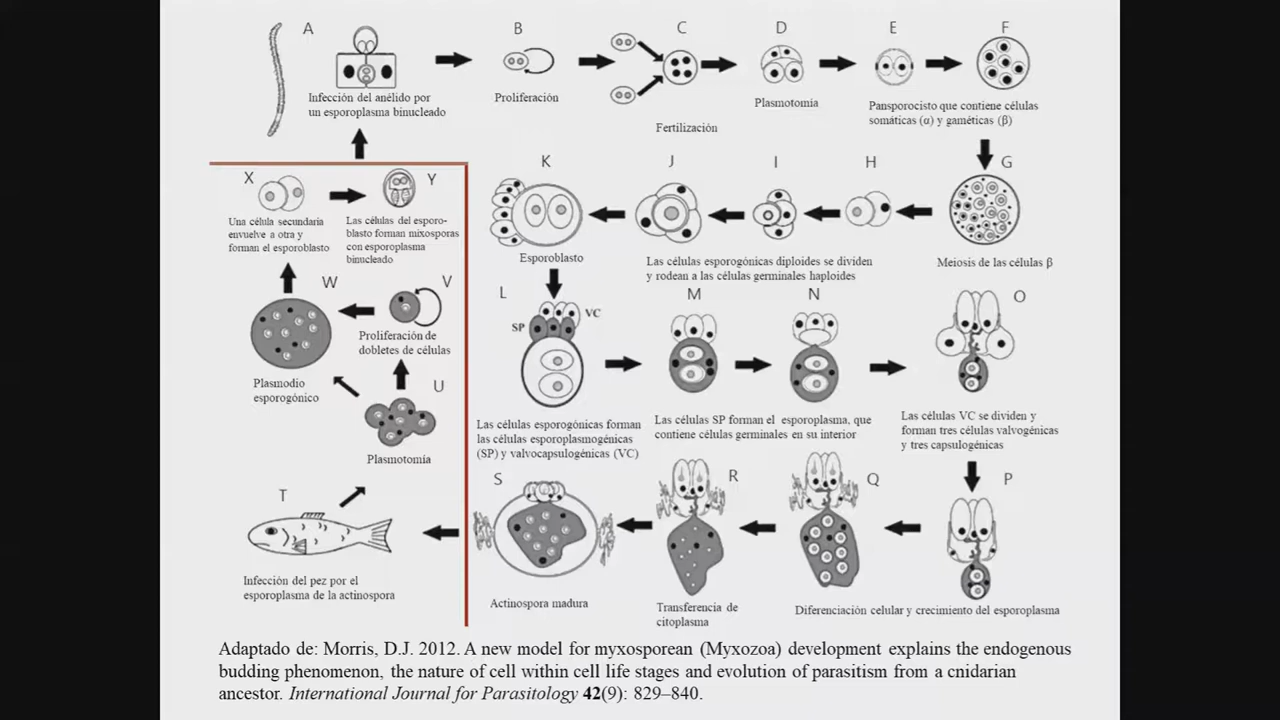 A
B
C
D
E
F
Infección del anélido por
un esporoplasma binucleado
Proliferación
Fertilización
Plasmotomía
Pansporocisto que contiene células
somáticas (α) y gaméticas (β)
K
J
I
H
G
Esporoblasto
Las células esporogónicas diploides se dividen
y rodean a las células germinales haploides
Meiosis de las células β
X
Y
Una célula secundaria
envuelve a otra y
forman el esporoblasto
Las células del esporo-
blasto forman mixosporas
con esporoplasma
binucleado
L
VC
SP
M
N
O
Las células esporogónicas forman
las células esporoplasmogénicas
(SP) y valvocapsulogénicas (VC)
Las células SP forman el esporoplasma, que
contiene células germinales en su interior
Las células VC se dividen y
forman tres células valvogénicas
y tres capsulogénicas
W
V
Plasmodio
esporogónico
Proliferación de
dobletes de células
U
Plasmotomía
T
Infección del pez por el
esporoplasma de la actinospora
S
R
Q
P
Actinospora madura
Transferencia de
citoplasma
Diferenciación celular y crecimiento del esporoplasma
Adaptado de: Morris, D.J. 2012. A new model for myxosporean (Myxozoa) development explains the endogenous
budding phenomenon, the nature of cell within cell life stages and evolution of parasitism from a cnidarian
ancestor. International Journal for Parasitology 42(9): 829–840.